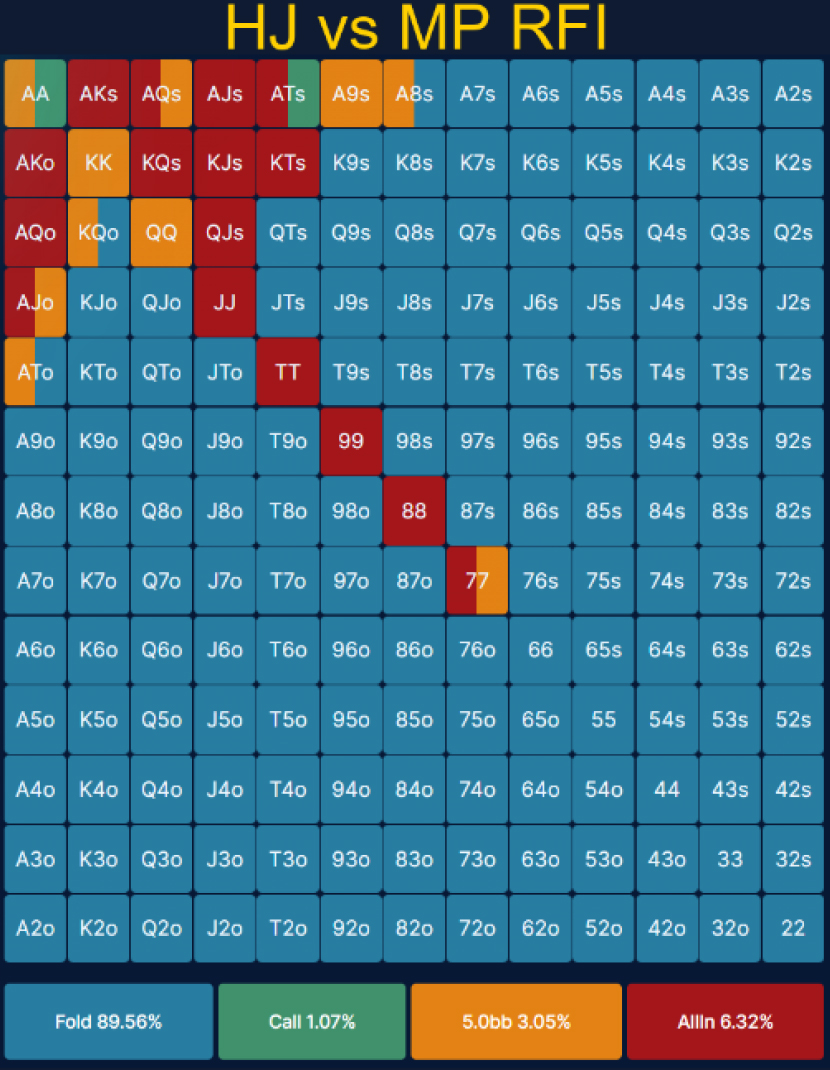 HJ vs MP RFI
AA AKs AQs AJs ATs A9s A8s A7s A6s A5s A4s A3s A2s
AKo KK KQs KJs KTs K9s K8s K7s K6s K5s K4s K3s K2s
AQo KQo QQ QJs QTs Q9s Q8s Q7s Q6s Q5s Q4s Q3s Q2s
AJo KJo QJo JJ JTs J9s J8s J7s J6s J5s J4s J3s J2s
ATo KTo QTo JTo TT T9s T8s T7s T6s T5s T4s T3s T2s
A9o K9o Q9o J9o T9o 99 98s 97s 96s 95s 94s 93s 92s
A8o K8o Q8o J8o T8o 98o 88 87s 86s 85s 84s 83s 82s
A7o K7o Q7o J7o T7o 97o 87o 77 76s 75s 74s 73s 72s
A6o K6o Q6o J6o T6o 96o 86o 76o 66 65s 64s 63s 62s
A5o K5o Q5o J5o T5o 95o 85o 75o 65o 55 54s 53s 52s
A4o K4o Q4o J4o T4o 94o 84o 74o 64o 54o 44 43s 42s
A3o K3o Q3o J3o T3o 93o 83o 73o 63o 53o 43o 33 32s
A2o K2o Q2o J2o T2o 92o 82o 72o 62o 52o 42o 32o 22
Fold 89.56% Call 1.07% 5.0bb 3.05% AllIn 6.32%